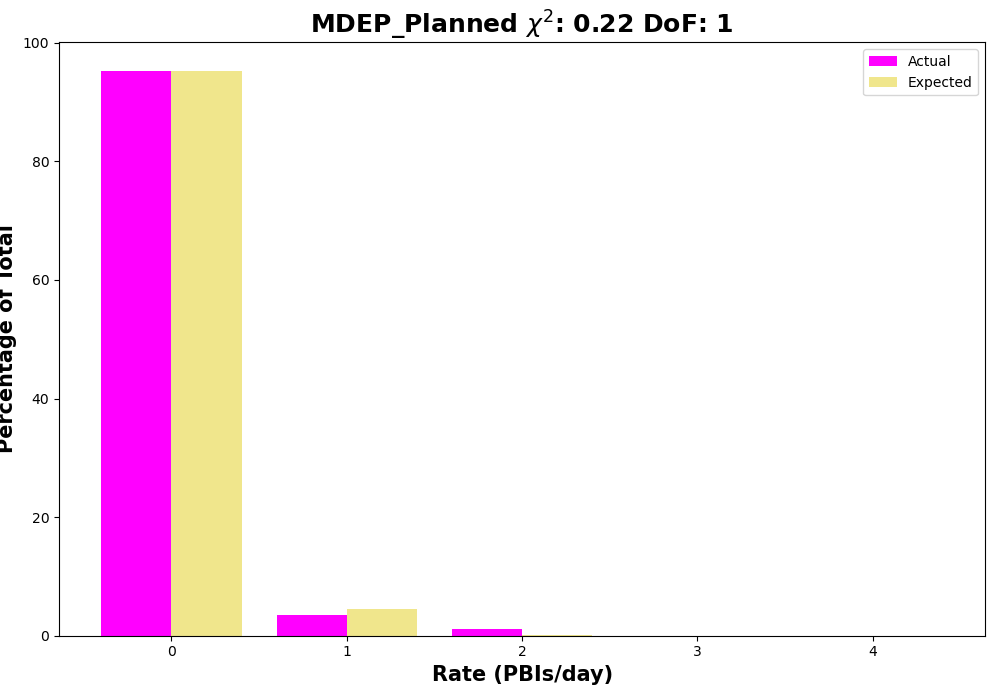 MDEP_Planned χ²: 0.22 DoF: 1
Actual
Expected
100
80
60
40
20
0
Percentage of Total
0 1 2 3 4
Rate (PBIs/day)